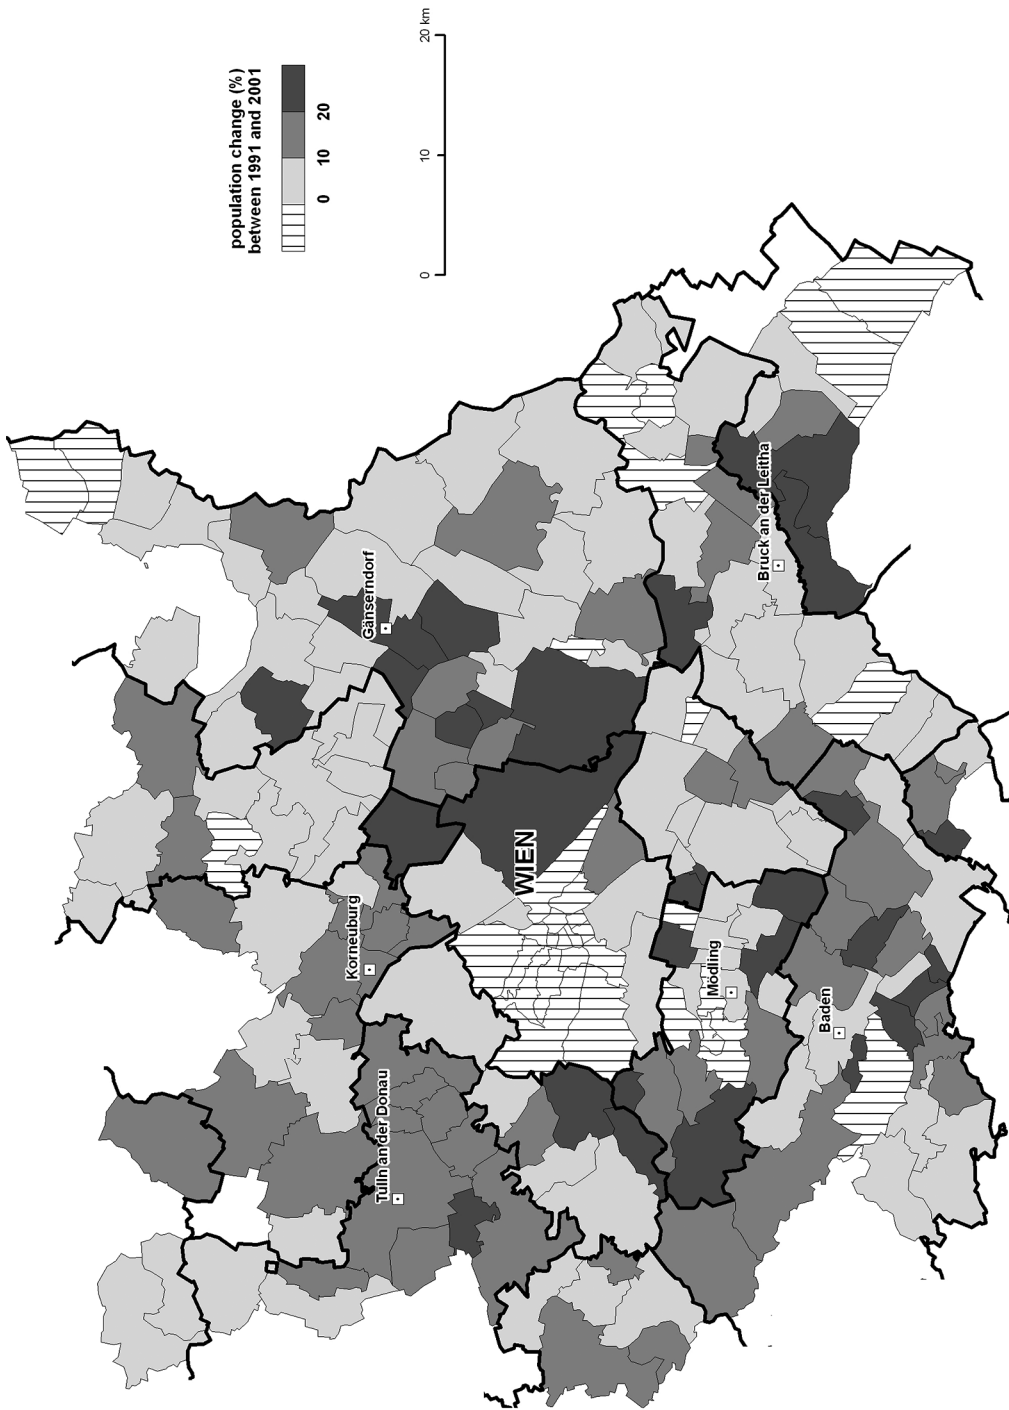 population change (%)
between 1991 and 2001
0 10 20
0 10 20 km
Gänserndorf
Bruck an der Leitha
WIEN
Korneuburg
Mödling
Baden
Tulln an der Donau